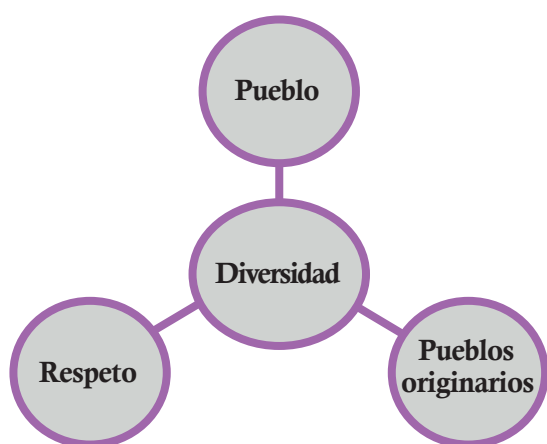 Pueblo
Diversidad
Respeto
Pueblos
originarios